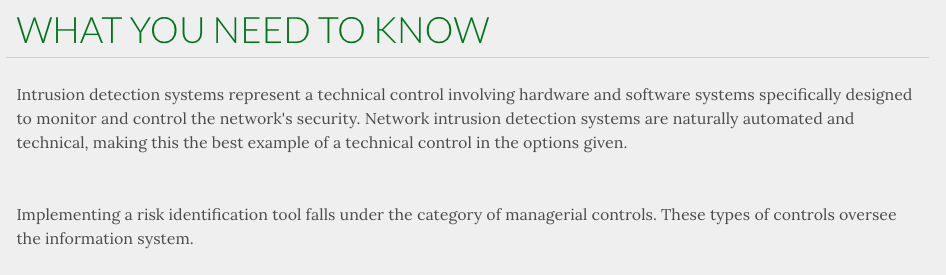 WHAT YOU NEED TO KNOW
Intrusion detection systems represent a technical control involving hardware and software systems specifically designed
to monitor and control the network's security. Network intrusion detection systems are naturally automated and
technical, making this the best example of a technical control in the options given.
Implementing a risk identification tool falls under the category of managerial controls. These types of controls oversee
the information system.